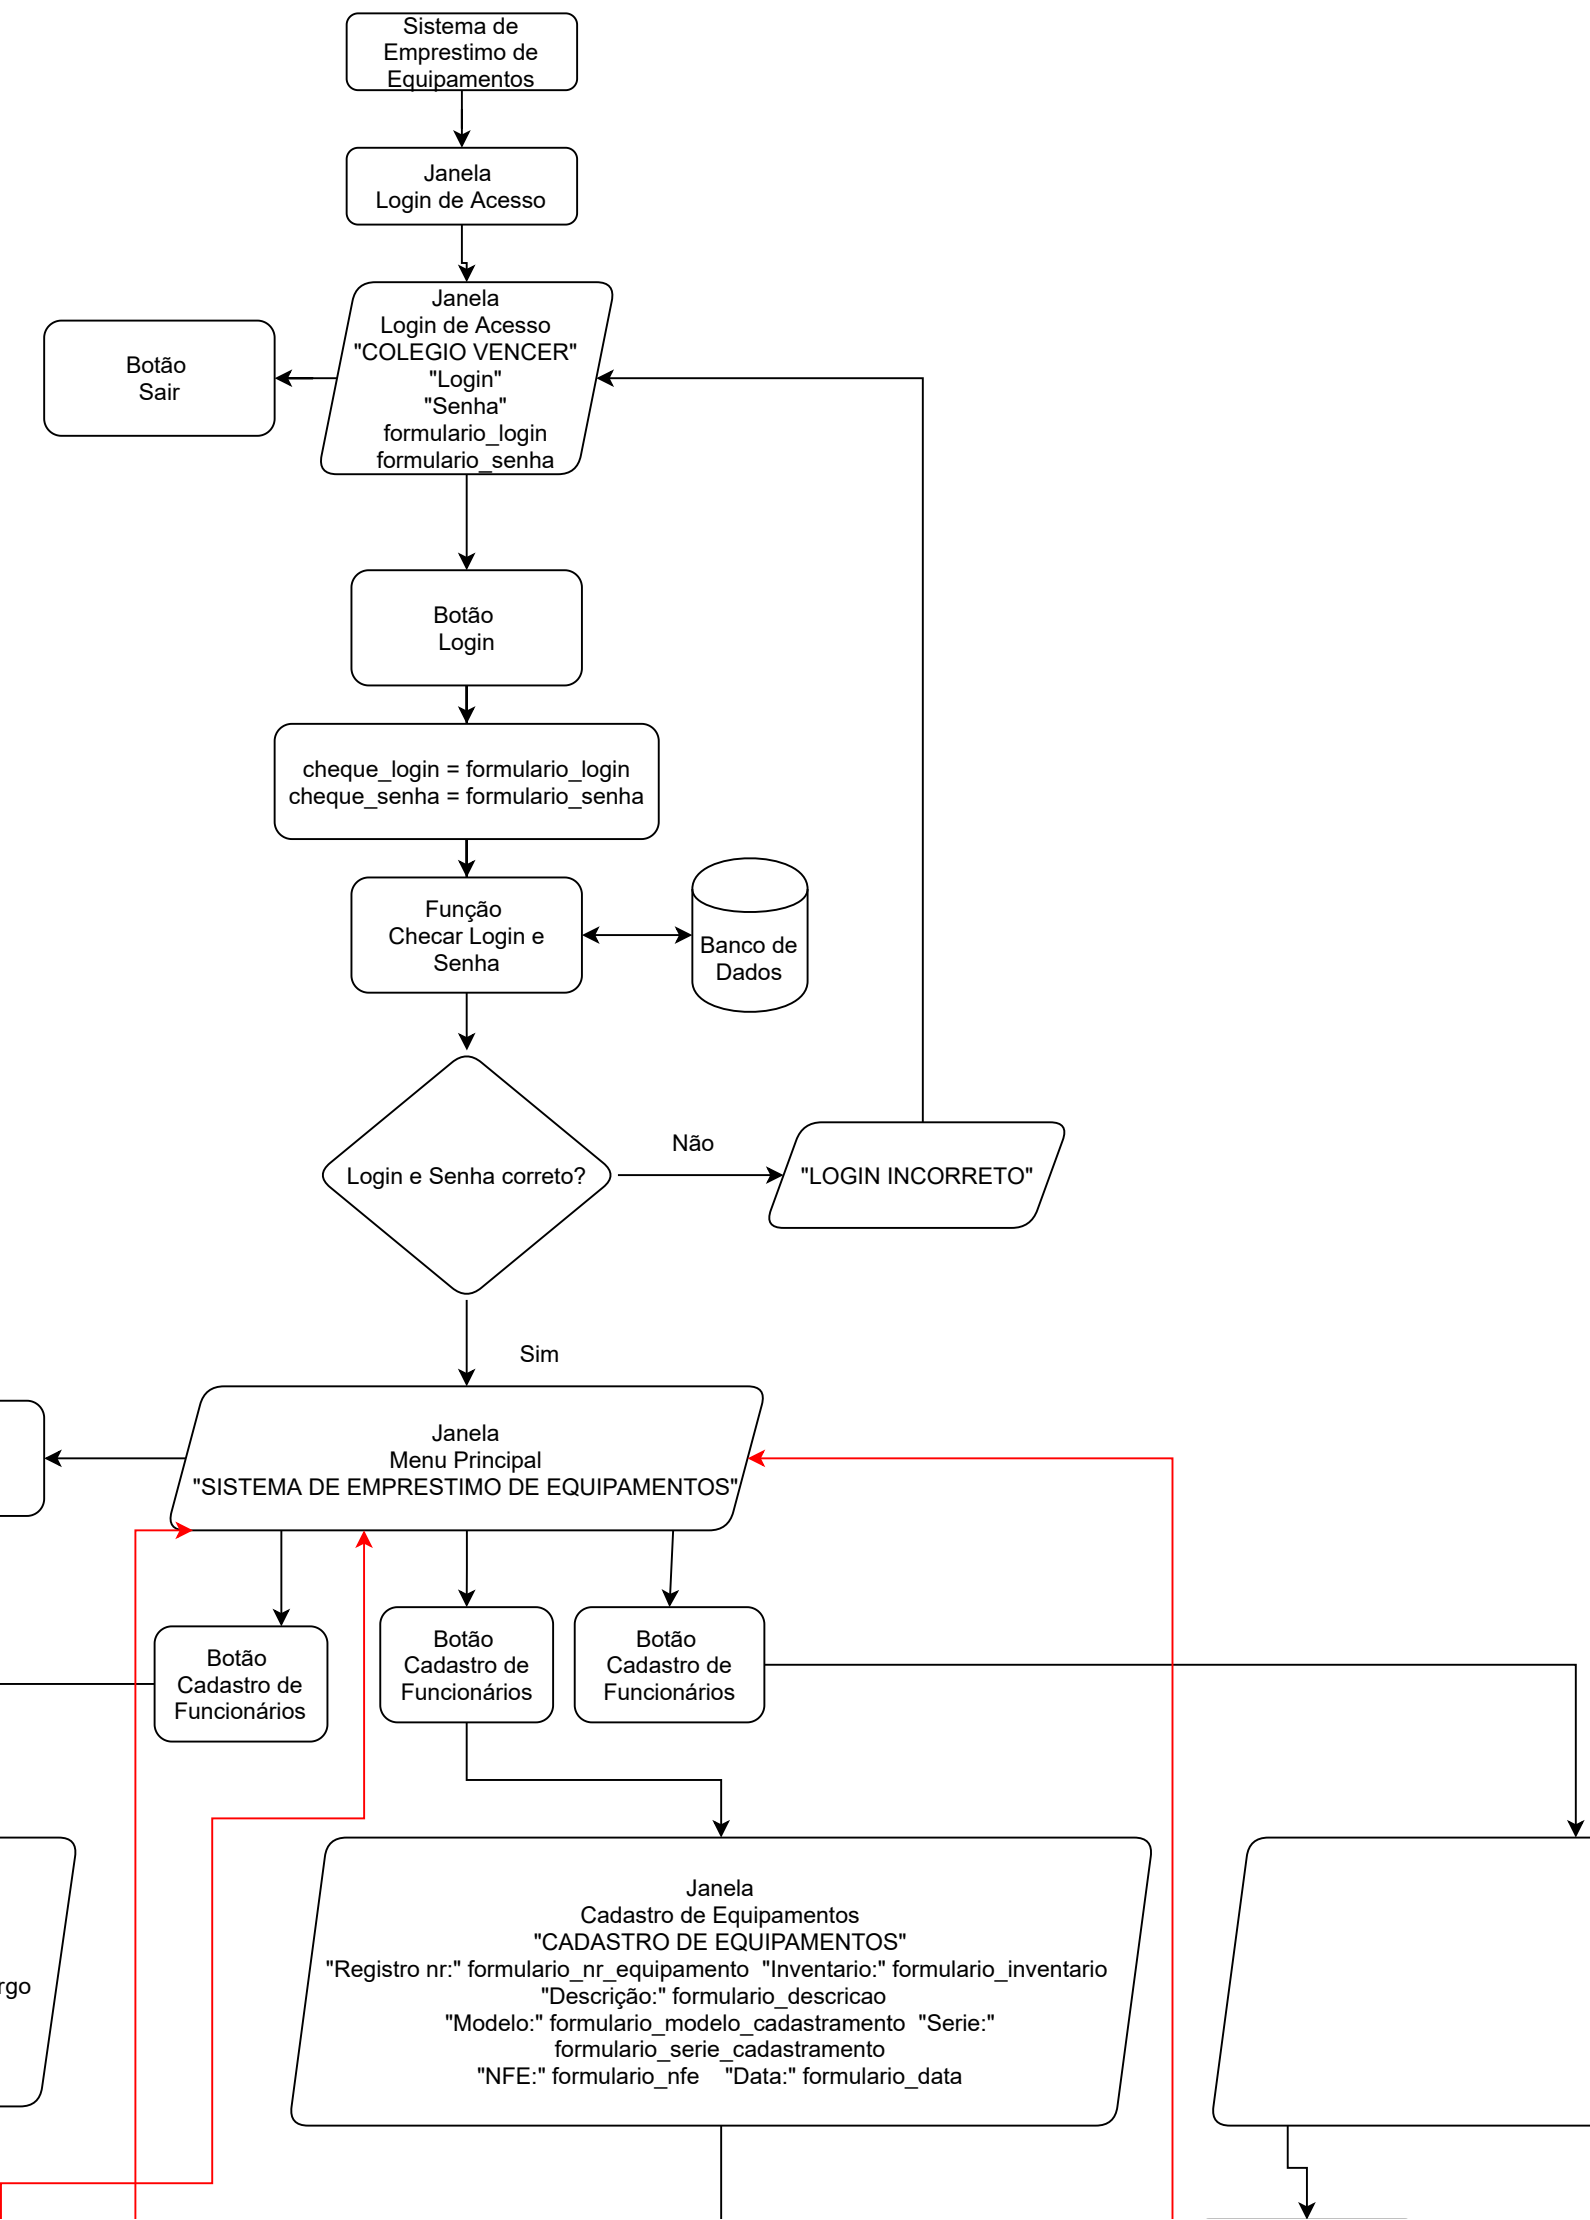 Sistema de
Emprestimo de
Equipamentos
Janela
Login de Acesso
Janela
Login de Acesso
"COLEGIO VENCER"
"Login"
"Senha"
formulario_login
formulario_senha
Botão
Sair
Botão
Login
cheque_login = formulario_login
cheque_senha = formulario_senha
Função
Checar Login e
Senha
Banco de
Dados
Login e Senha correto?
Não
"LOGIN INCORRETO"
Sim
Janela
Menu Principal
"SISTEMA DE EMPRESTIMO DE EQUIPAMENTOS"
Botão
Cadastro de
Funcionários
Botão
Cadastro de
Funcionários
Botão
Cadastro de
Funcionários
rgo
Janela
Cadastro de Equipamentos
"CADASTRO DE EQUIPAMENTOS"
"Registro nr:" formulario_nr_equipamento  "Inventario:" formulario_inventario
"Descrição:" formulario_descricao
"Modelo:" formulario_modelo_cadastramento  "Serie:"
formulario_serie_cadastramento
"NFE:" formulario_nfe    "Data:" formulario_data